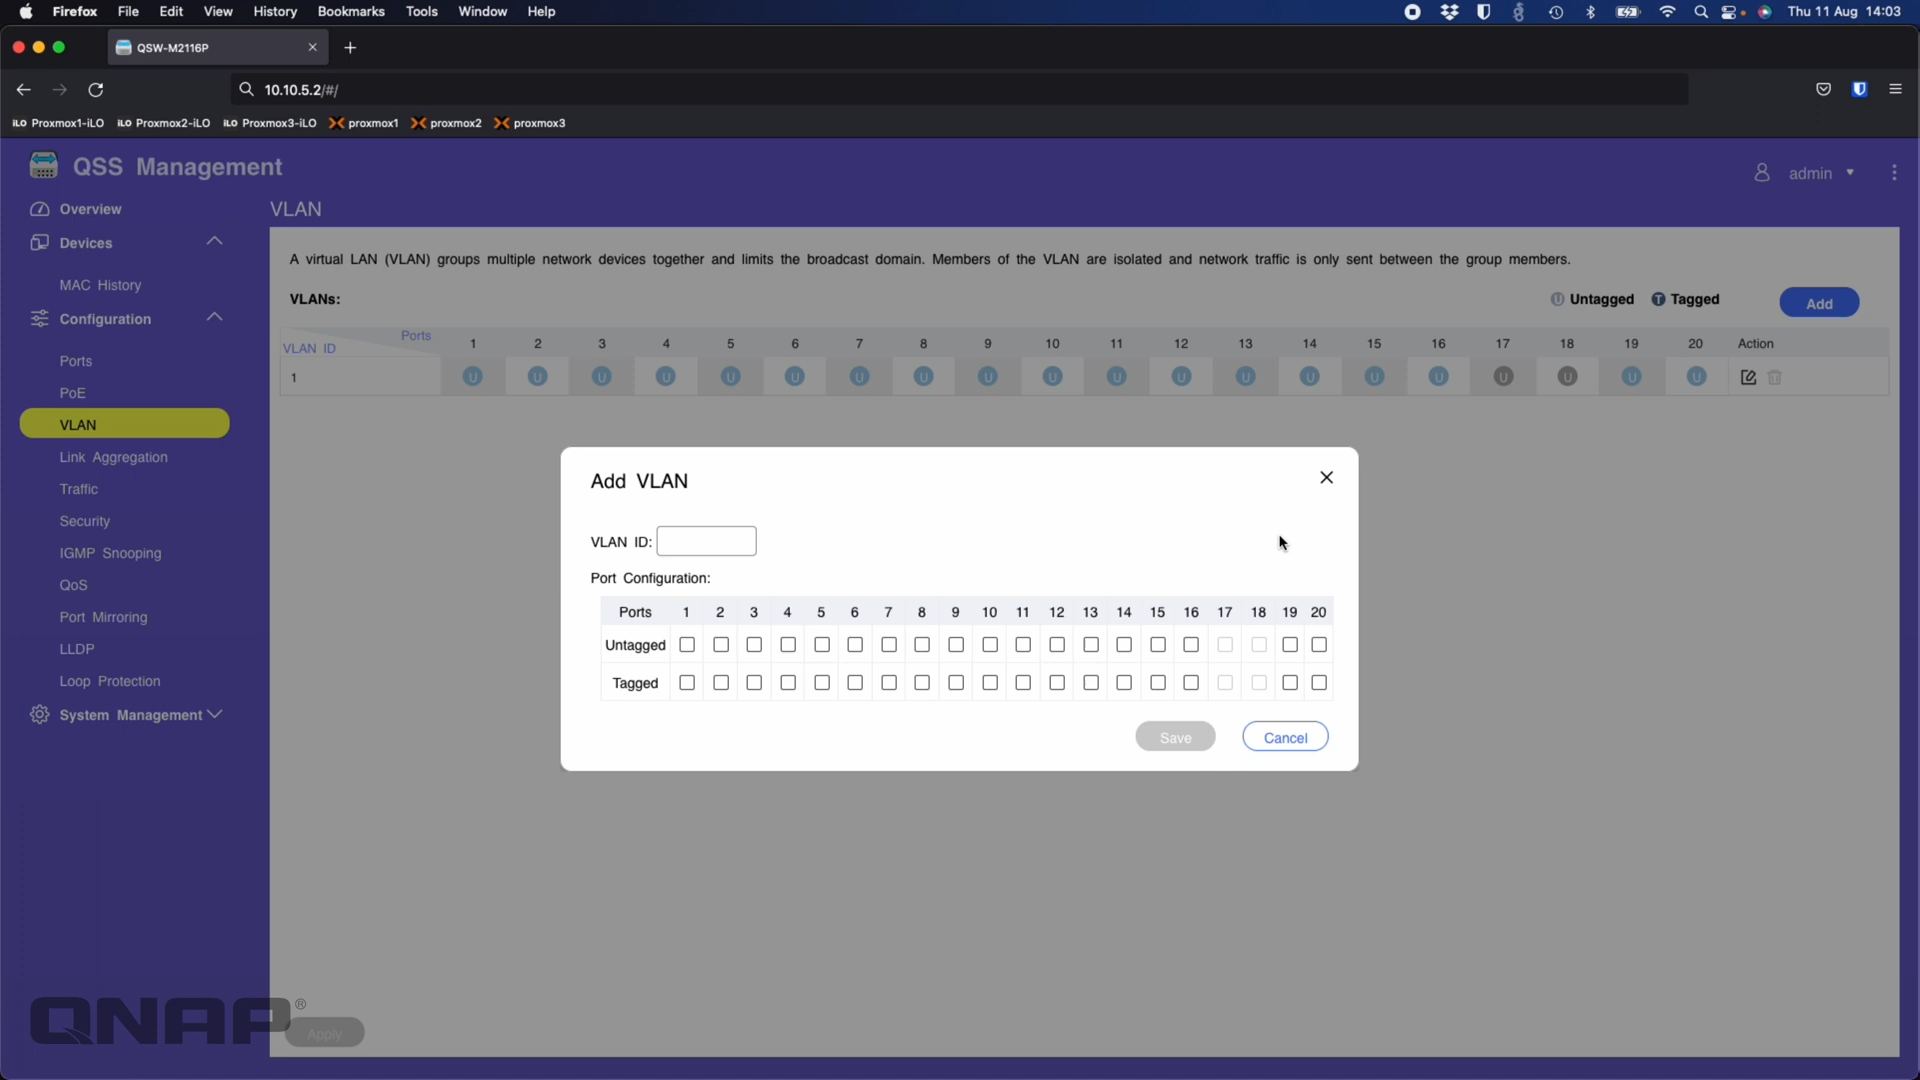 Firefox File Edit View History Bookmarks Tools Window Help Thu 11 Aug 14:03
QSW-M2116P
10.10.5.2/#/
iLO Proxmox1-iLO iLO Proxmox2-iLO iLO Proxmox3-iLO proxmox1 proxmox2 proxmox3
QSS Management
admin
Overview
VLAN
Devices
MAC History
Configuration
Ports
PoE
VLAN
Link Aggregation
Traffic
Security
IGMP Snooping
QoS
Port Mirroring
LLDP
Loop Protection
System Management
A virtual LAN (VLAN) groups multiple network devices together and limits the broadcast domain. Members of the VLAN are isolated and network traffic is only sent between the group members.
VLANs:
U Untagged T Tagged
Add
Ports
VLAN ID
1 2 3 4 5 6 7 8 9 10 11 12 13 14 15 16 17 18 19 20 Action
1 U U U U U U U U U U U U U U U U U U U U
Add VLAN
VLAN ID:
Port Configuration:
Ports 1 2 3 4 5 6 7 8 9 10 11 12 13 14 15 16 17 18 19 20
Untagged
Tagged
Save Cancel
QNAP®
Apply